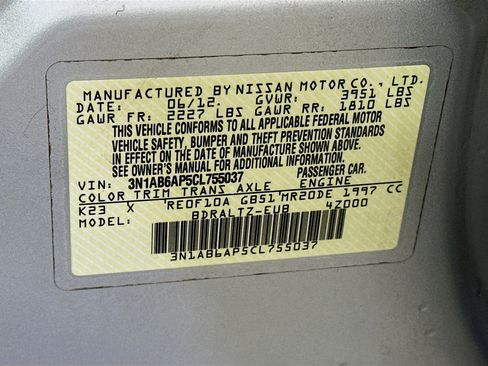 MANUFACTURED BY NISSAN MOTOR CO., LTD.
DATE: 06/12. GVWR: 3951 LBS
GAWR FR: 2227 LBS GAWR RR: 1810 LBS
THIS VEHICLE CONFORMS TO ALL APPLICABLE FEDERAL MOTOR
VEHICLE SAFETY, BUMPER AND THEFT PREVENTION STANDARDS
IN EFFECT ON THE DATE OF MANUFACTURE SHOWN ABOVE.
SEE OWNER'S MANUAL FOR ADDITIONAL INFORMATION.
VIN: 3N1AB6AP5CL755037 PASSENGER CAR.
COLOR TRIM TRANS AXLE ENGINE
K23 X RE0F10A GB51 MR20DE 1997 CC
MODEL: BDRALTZ-EUB 4Z000
3N1AB6AP5CL755037